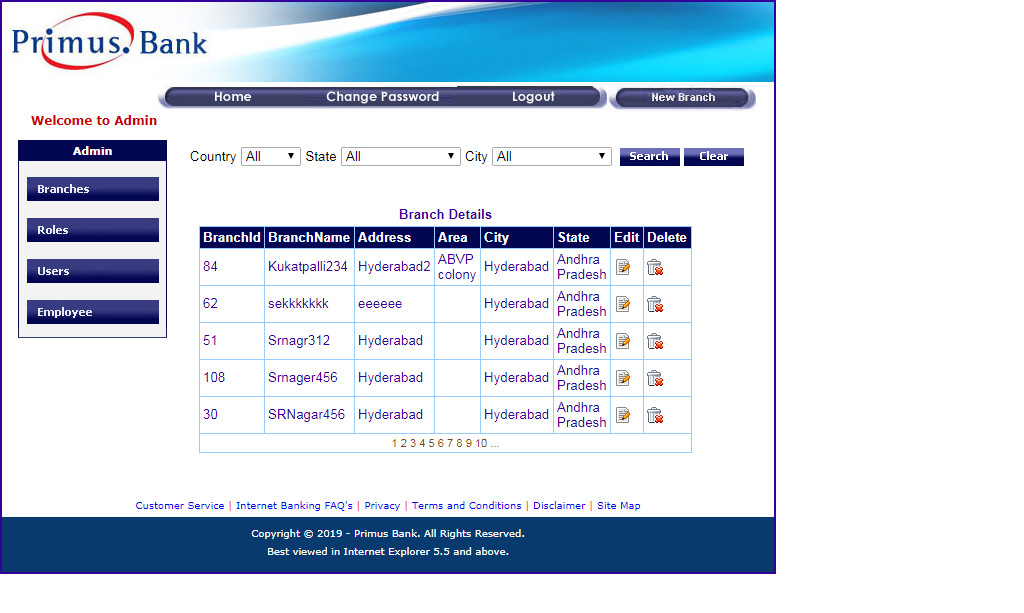 Primus. Bank
Home Change Password Logout New Branch
Welcome to Admin
Admin
Branches
Roles
Users
Employee
Country All State All City All Search Clear
Branch Details
BranchId BranchName Address Area City State Edit Delete
84 Kukatpalli234 Hyderabad2 ABVP colony Hyderabad Andhra Pradesh
62 sekkkkkkk eeeeee Hyderabad Andhra Pradesh
51 Srnagr312 Hyderabad Hyderabad Andhra Pradesh
108 Srnager456 Hyderabad Hyderabad Andhra Pradesh
30 SRNagar456 Hyderabad Hyderabad Andhra Pradesh
1 2 3 4 5 6 7 8 9 10 ...
Customer Service | Internet Banking FAQ's | Privacy | Terms and Conditions | Disclaimer | Site Map
Copyright © 2019 - Primus Bank. All Rights Reserved.
Best viewed in Internet Explorer 5.5 and above.